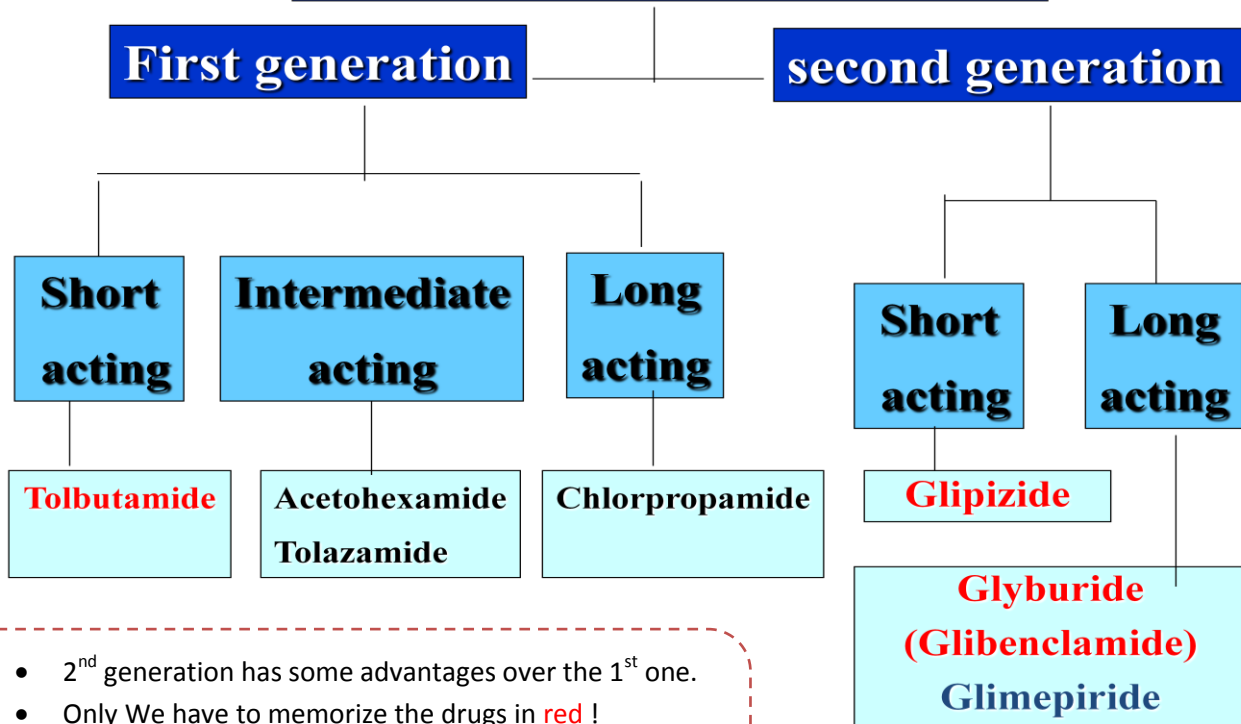 First generation
second generation
Short
acting
Intermediate
acting
Long
acting
Short
acting
Long
acting
Tolbutamide
Acetohexamide
Tolazamide
Chlorpropamide
Glipizide
Glyburide
(Glibenclamide)
Glimepiride
• 2nd generation has some advantages over the 1st one.
• Only We have to memorize the drugs in red !